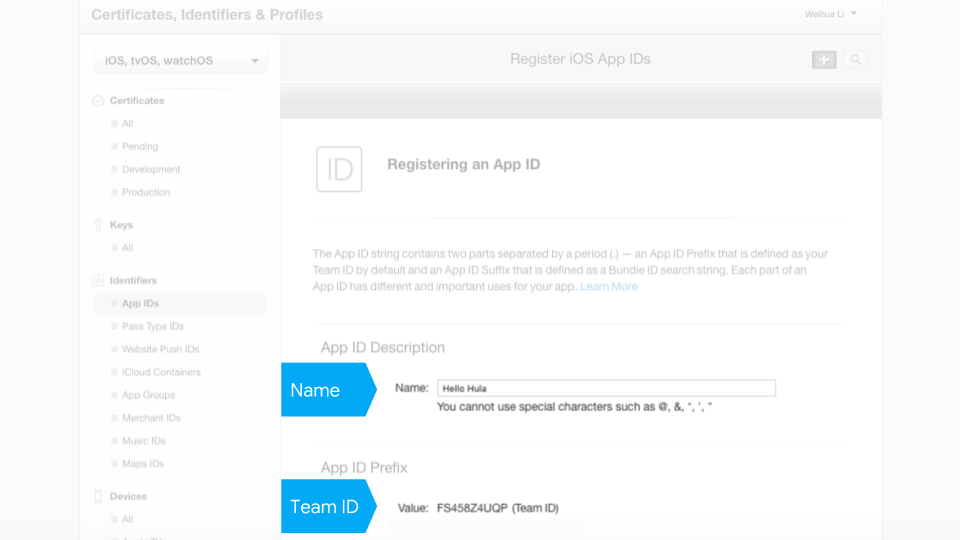 Certificates, Identifiers & Profiles
Weihua Li
iOS, tvOS, watchOS
Register iOS App IDs
Certificates
All
Pending
Development
Production
Keys
All
Identifiers
App IDs
Pass Type IDs
Website Push IDs
iCloud Containers
App Groups
Merchant IDs
Music IDs
Maps IDs
Devices
All
ID
Registering an App ID
The App ID string contains two parts separated by a period (.) — an App ID Prefix that is defined as your
Team ID by default and an App ID Suffix that is defined as a Bundle ID search string. Each part of an
App ID has different and important uses for your app. Learn More
App ID Description
Name
Name: Hello Hula
You cannot use special characters such as @, &, *, ', "
App ID Prefix
Team ID
Value: FS458Z4UQP (Team ID)